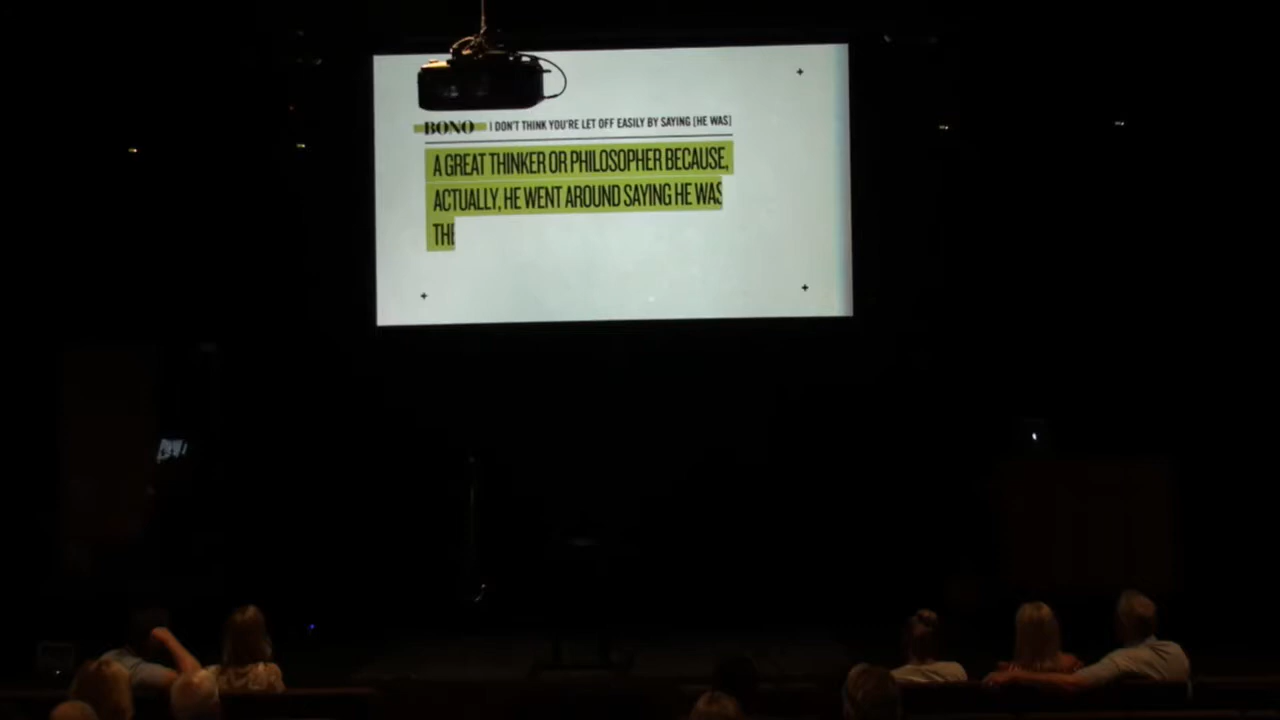 BONO I DON'T THINK YOU'RE LET OFF EASILY BY SAYING [HE WAS]
A GREAT THINKER OR PHILOSOPHER BECAUSE,
ACTUALLY, HE WENT AROUND SAYING HE WAS
THE